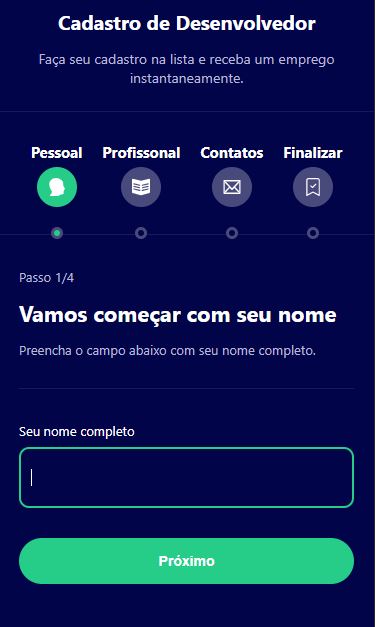 Cadastro de Desenvolvedor
Faça seu cadastro na lista e receba um emprego
instantaneamente.
Pessoal Profissonal Contatos Finalizar
Passo 1/4
Vamos começar com seu nome
Preencha o campo abaixo com seu nome completo.
Seu nome completo
Próximo